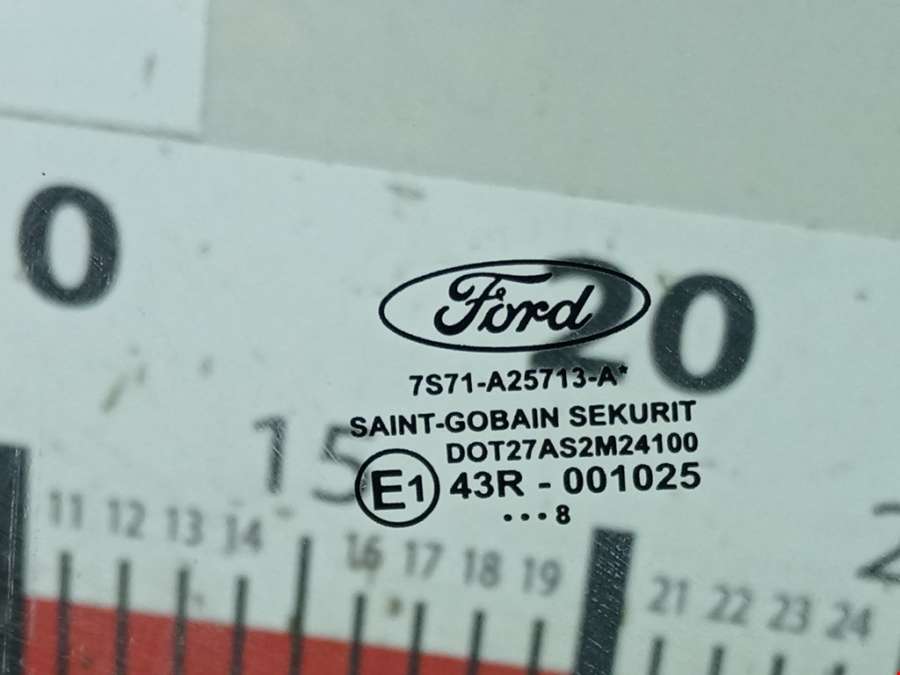 0
20
Ford
7S71-A25713-A*
SAINT-GOBAIN SEKURIT
DOT27AS2M24100
15
E1 43R - 001025
...8
11 12 13 14 16 17 18 19 21 22 23 24